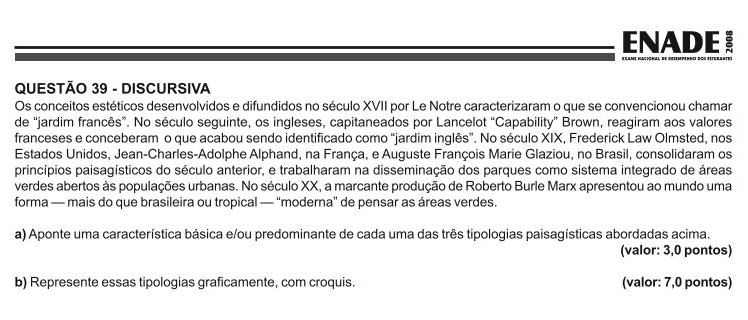 ENADE 2008
EXAME NACIONAL DE DESEMPENHO DOS ESTUDANTES
QUESTÃO 39 - DISCURSIVA
Os conceitos estéticos desenvolvidos e difundidos no século XVII por Le Notre caracterizaram o que se convencionou chamar
de “jardim francês”. No século seguinte, os ingleses, capitaneados por Lancelot “Capability” Brown, reagiram aos valores
franceses e conceberam o que acabou sendo identificado como “jardim inglês”. No século XIX, Frederick Law Olmsted, nos
Estados Unidos, Jean-Charles-Adolphe Alphand, na França, e Auguste François Marie Glaziou, no Brasil, consolidaram os
princípios paisagísticos do século anterior, e trabalharam na disseminação dos parques como sistema integrado de áreas
verdes abertos às populações urbanas. No século XX, a marcante produção de Roberto Burle Marx apresentou ao mundo uma
forma — mais do que brasileira ou tropical — “moderna” de pensar as áreas verdes.
a) Aponte uma característica básica e/ou predominante de cada uma das três tipologias paisagísticas abordadas acima.
(valor: 3,0 pontos)
b) Represente essas tipologias graficamente, com croquis. (valor: 7,0 pontos)